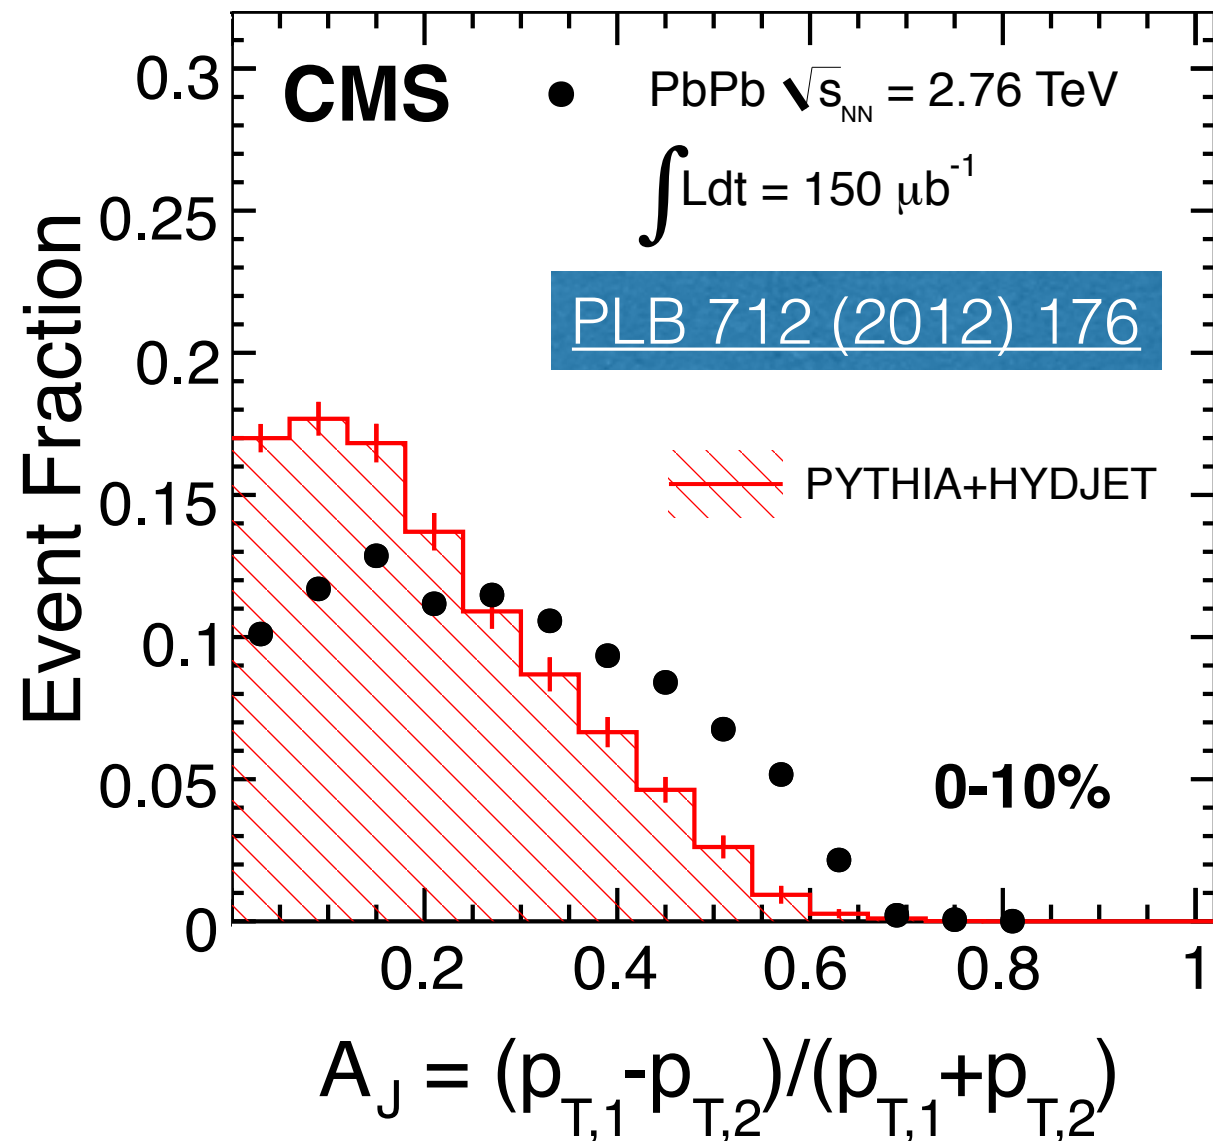 CMS
PbPb √s_NN = 2.76 TeV
∫Ldt = 150 μb⁻¹
PLB 712 (2012) 176
PYTHIA+HYDJET
0-10%
Event Fraction
0.3
0.25
0.2
0.15
0.1
0.05
0
0.2 0.4 0.6 0.8 1
A_J = (p_T,1-p_T,2)/(p_T,1+p_T,2)